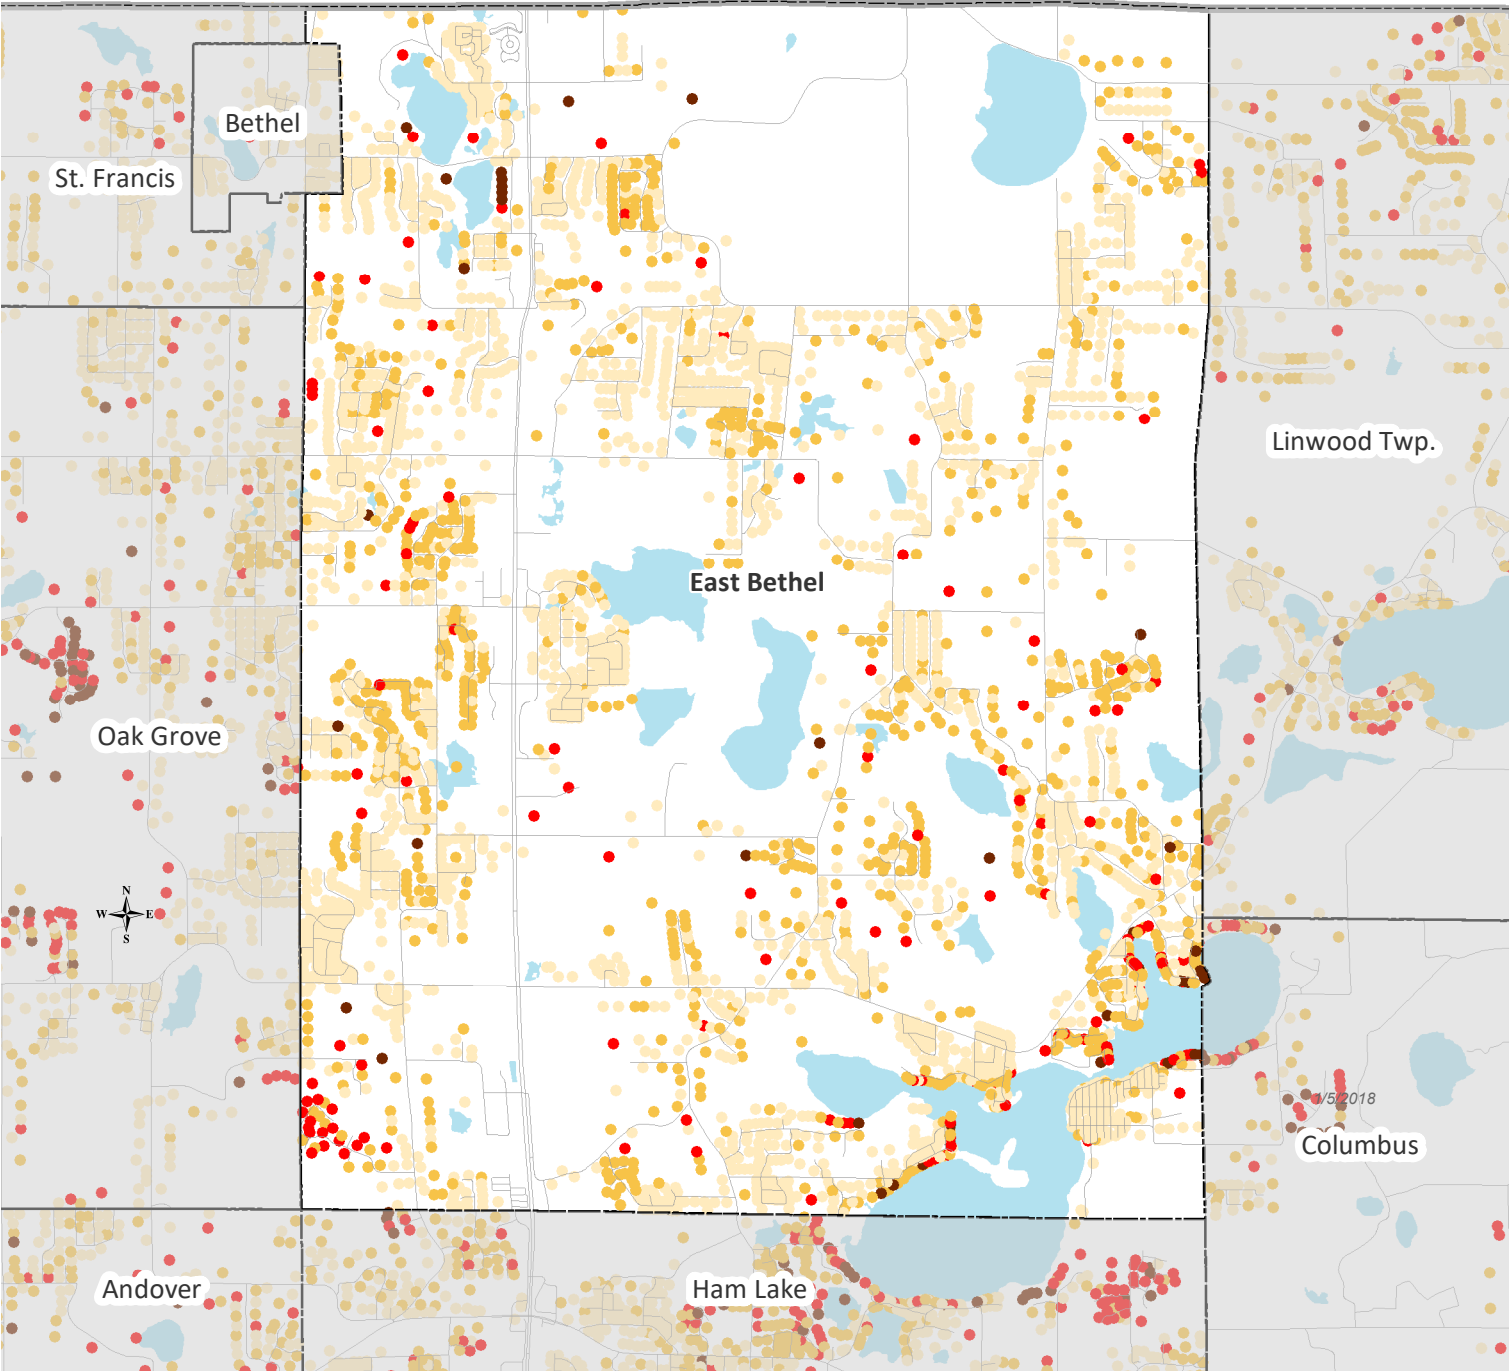 Bethel
St. Francis
Linwood Twp.
East Bethel
Oak Grove
N
W E
S
1/5/2018
Columbus
Andover
Ham Lake